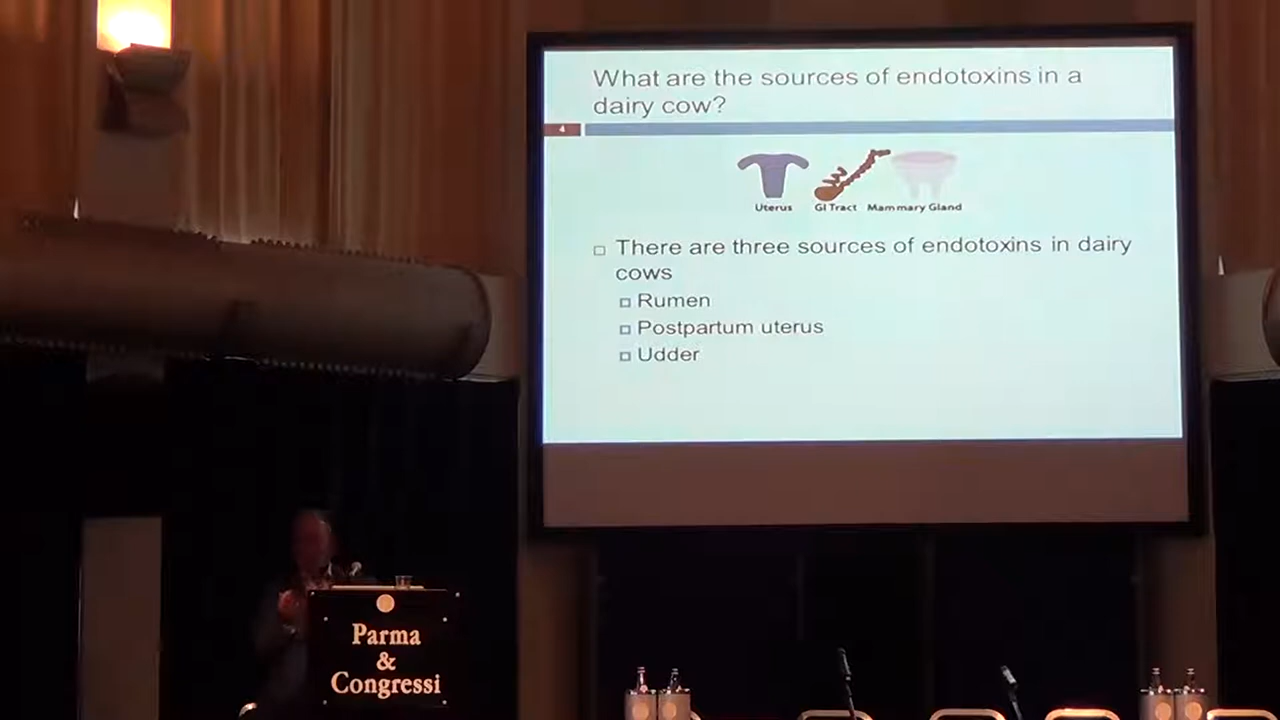 What are the sources of endotoxins in a
dairy cow?
4
Uterus GI Tract Mammary Gland
There are three sources of endotoxins in dairy
cows
Rumen
Postpartum uterus
Udder
Parma
&
Congressi